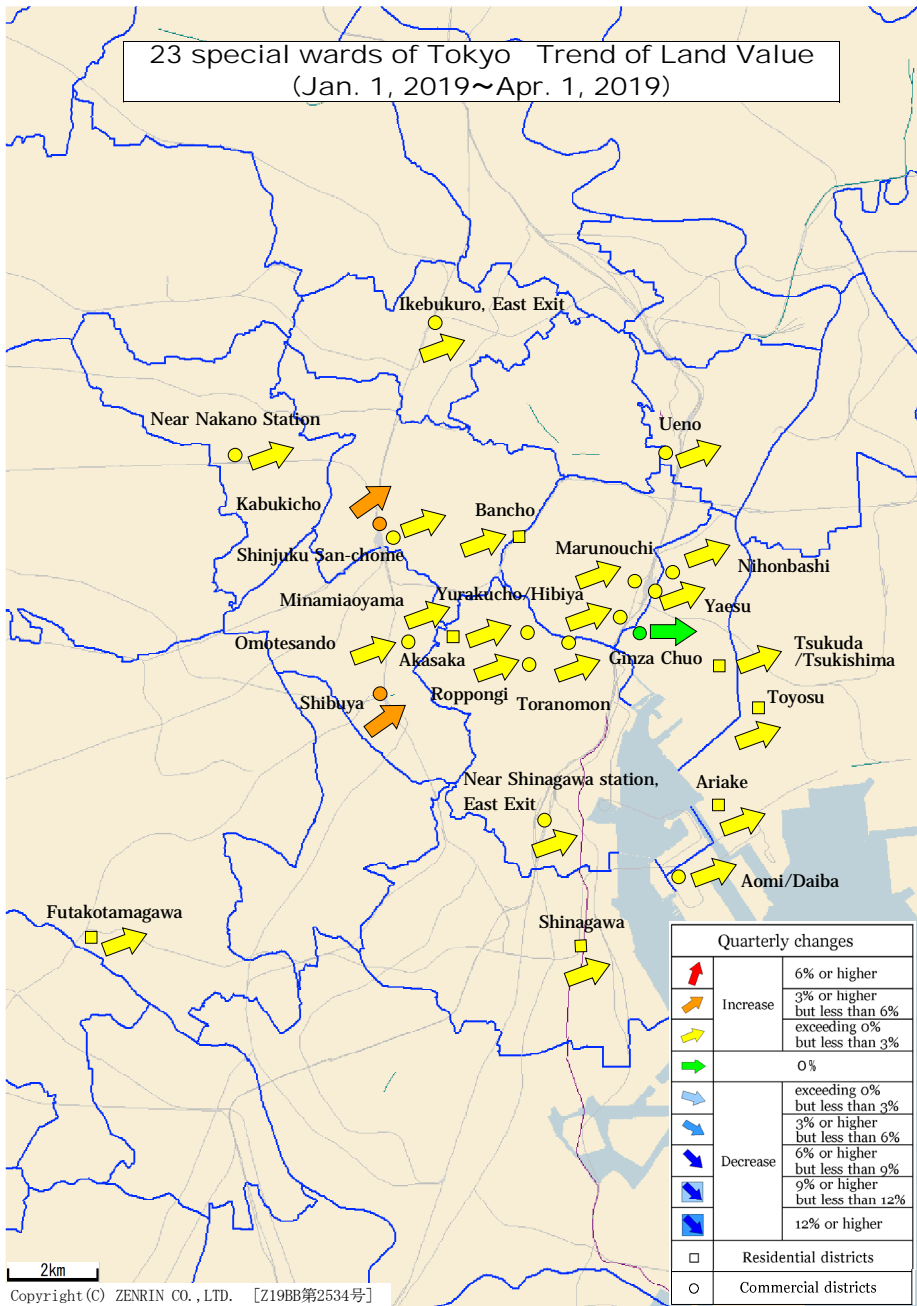 23 special wards of Tokyo Trend of Land Value
(Jan. 1, 2019～Apr. 1, 2019)
Ikebukuro, East Exit
Near Nakano Station
Ueno
Kabukicho
Bancho
Shinjuku San-chome
Marunouchi
Nihonbashi
Minamiaoyama
Yurakucho/Hibiya
Yaesu
Omotesando
Akasaka
Ginza Chuo
Tsukuda
/Tsukishima
Shibuya
Roppongi
Toranomon
Toyosu
Near Shinagawa station,
East Exit
Ariake
Aomi/Daiba
Futakotamagawa
Shinagawa
Quarterly changes
Increase
6% or higher
3% or higher
but less than 6%
exceeding 0%
but less than 3%
0%
Decrease
exceeding 0%
but less than 3%
3% or higher
but less than 6%
6% or higher
but less than 9%
9% or higher
but less than 12%
12% or higher
Residential districts
Commercial districts
2km
Copyright(C) ZENRIN CO.,LTD. [Z19BB第2534号]